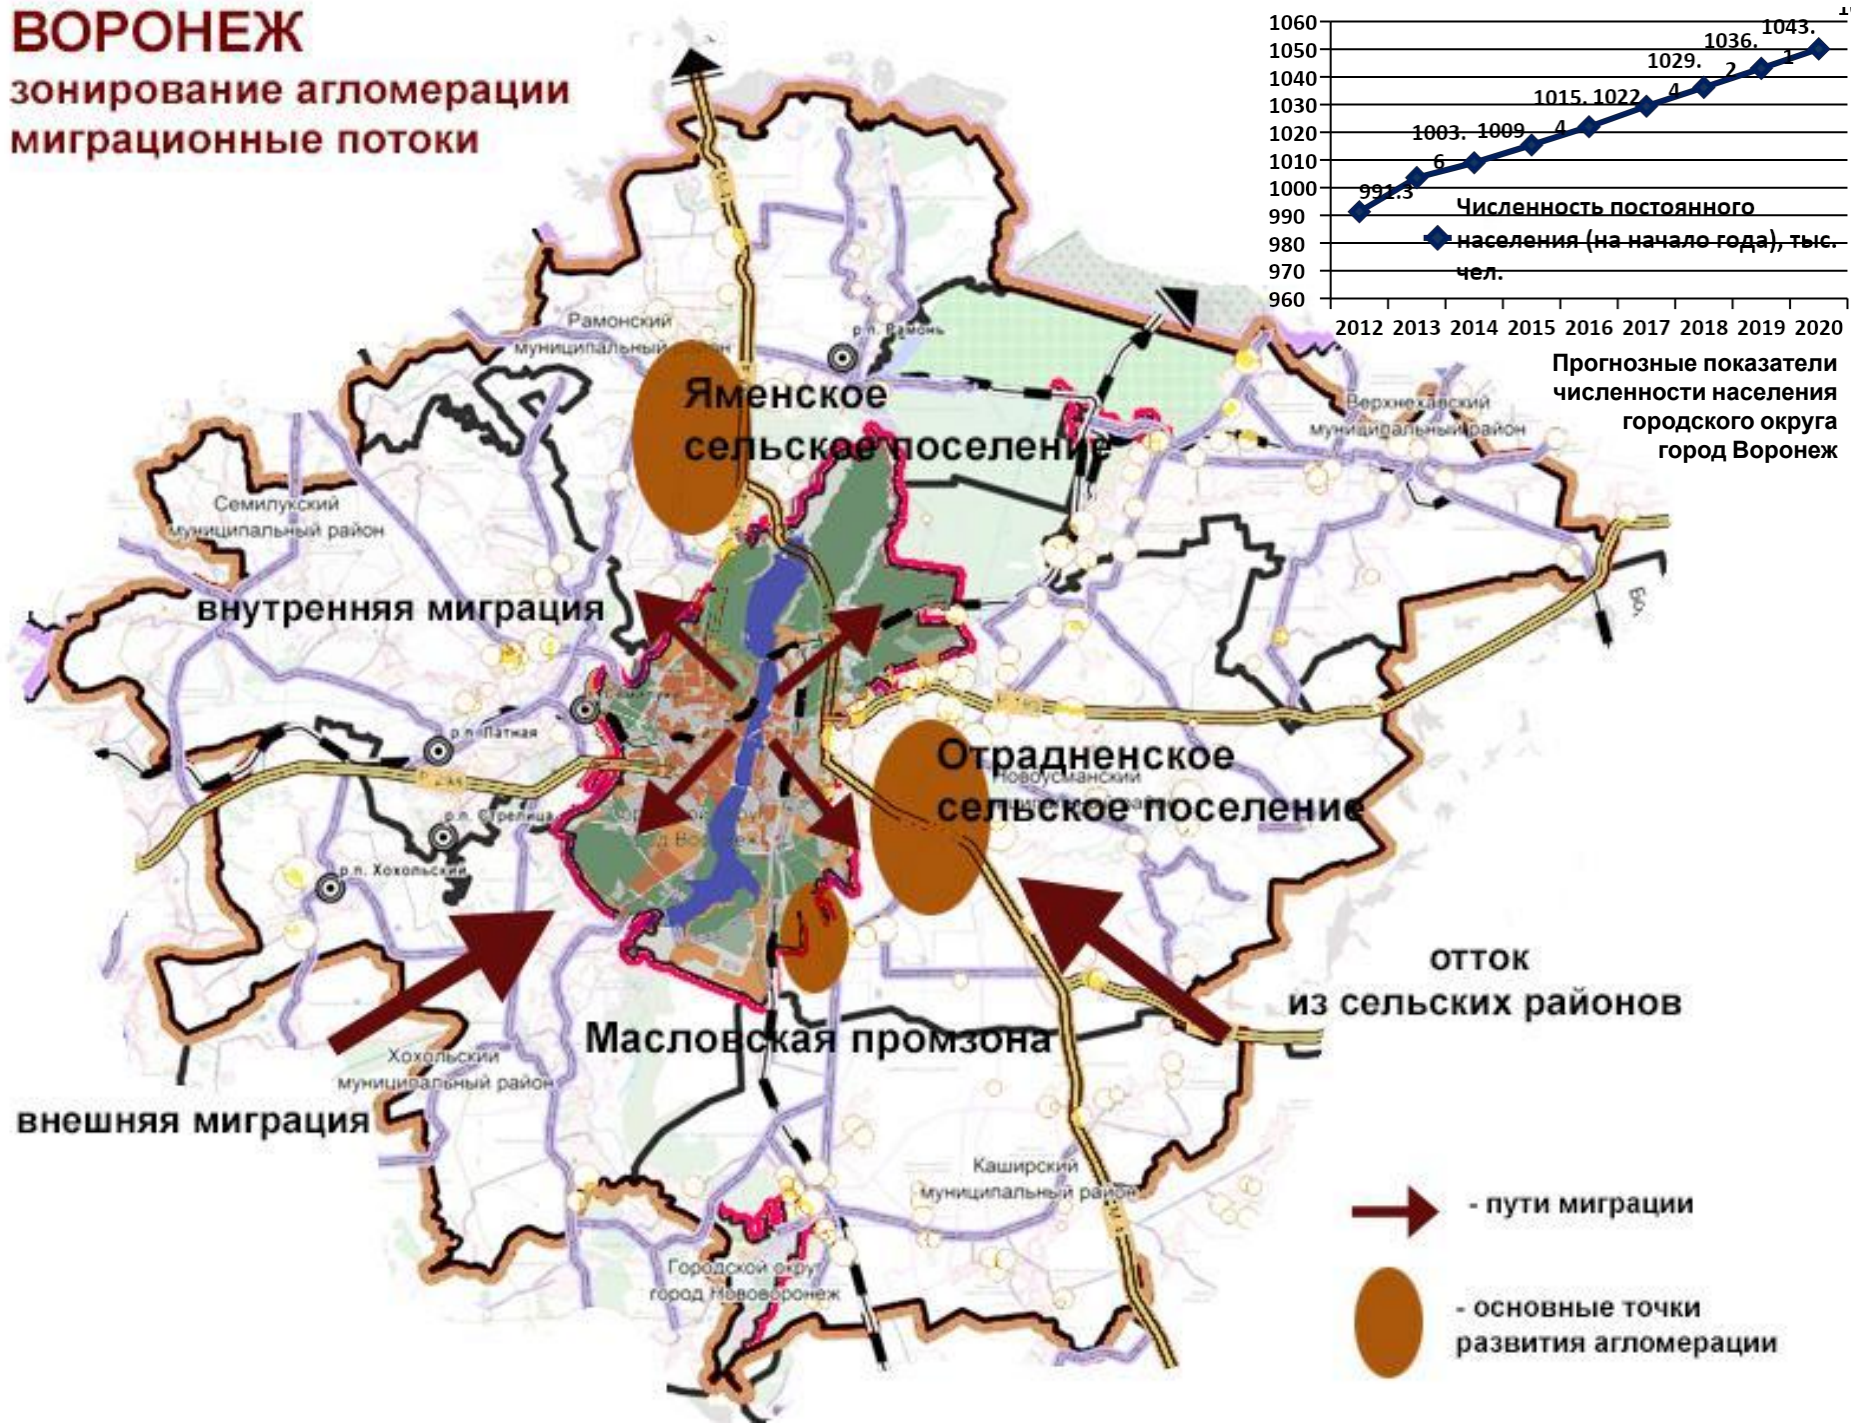 ВОРОНЕЖ
зонирование агломерации
миграционные потоки
1060
1050
1040
1030
1020
1010
1000
990
980
970
960
991.3
1003.
6
1009
1015.
4
1022
1029.
4
1036.
2
1043.
1
Численность постоянного
населения (на начало года), тыс.
чел.
2012 2013 2014 2015 2016 2017 2018 2019 2020
Прогнозные показатели
численности населения
городского округа
город Воронеж
Рамонский
муниципальный район
р.п. Рамонь
Яменское
сельское поселение
Верхнехавский
муниципальный район
Семилукский
муниципальный район
внутренняя миграция
р.п. Латная
р.п. Стрелица
р.п. Хохольский
Отрадненское
Новоусманский
сельское поселение
отток
из сельских районов
Масловская промзона
Хохольский
муниципальный район
внешняя миграция
Каширский
муниципальный район
Городской округ
город Нововоронеж
- пути миграции
- основные точки
развития агломерации